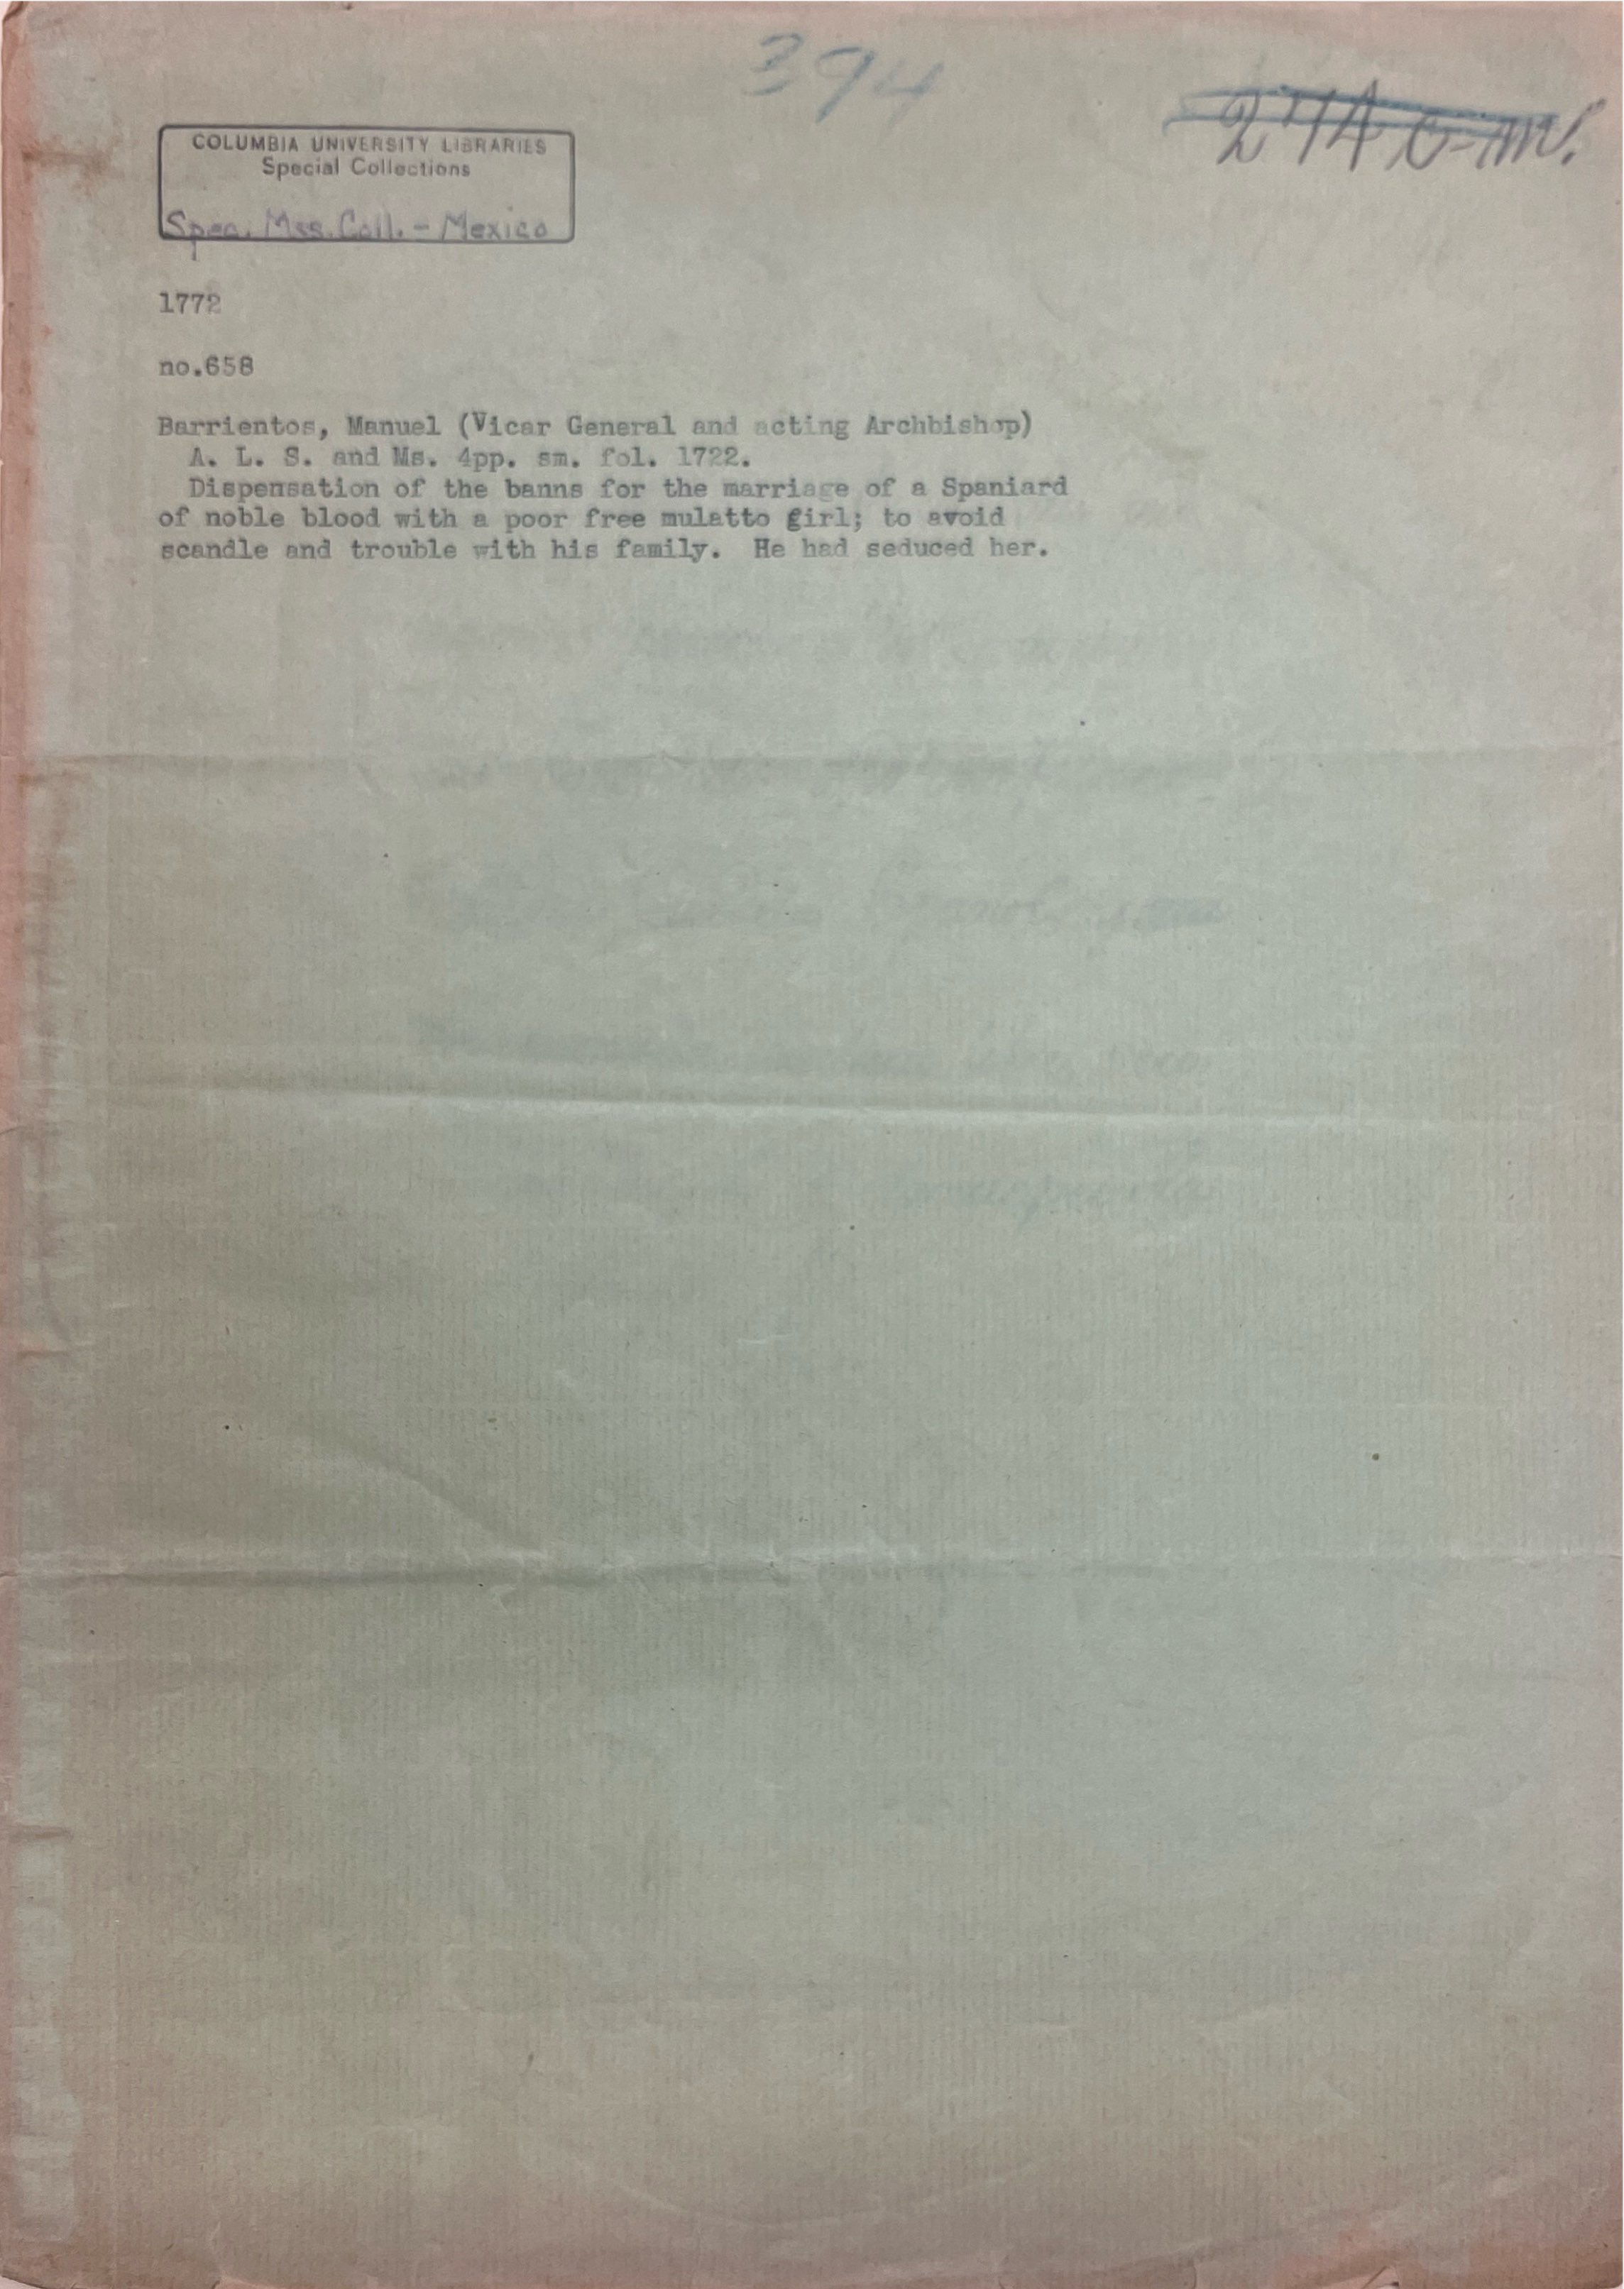 394
COLUMBIA UNIVERSITY LIBRARIES
Special Collections
Spec. Mss. Coll. - Mexico
1772
no.658
Barrientos, Manuel (Vicar General and acting Archbishop)
A. L. S. and Ms. 4pp. sm. fol. 1722.
Dispensation of the banns for the marriage of a Spaniard
of noble blood with a poor free mulatto girl; to avoid
scandle and trouble with his family. He had seduced her.